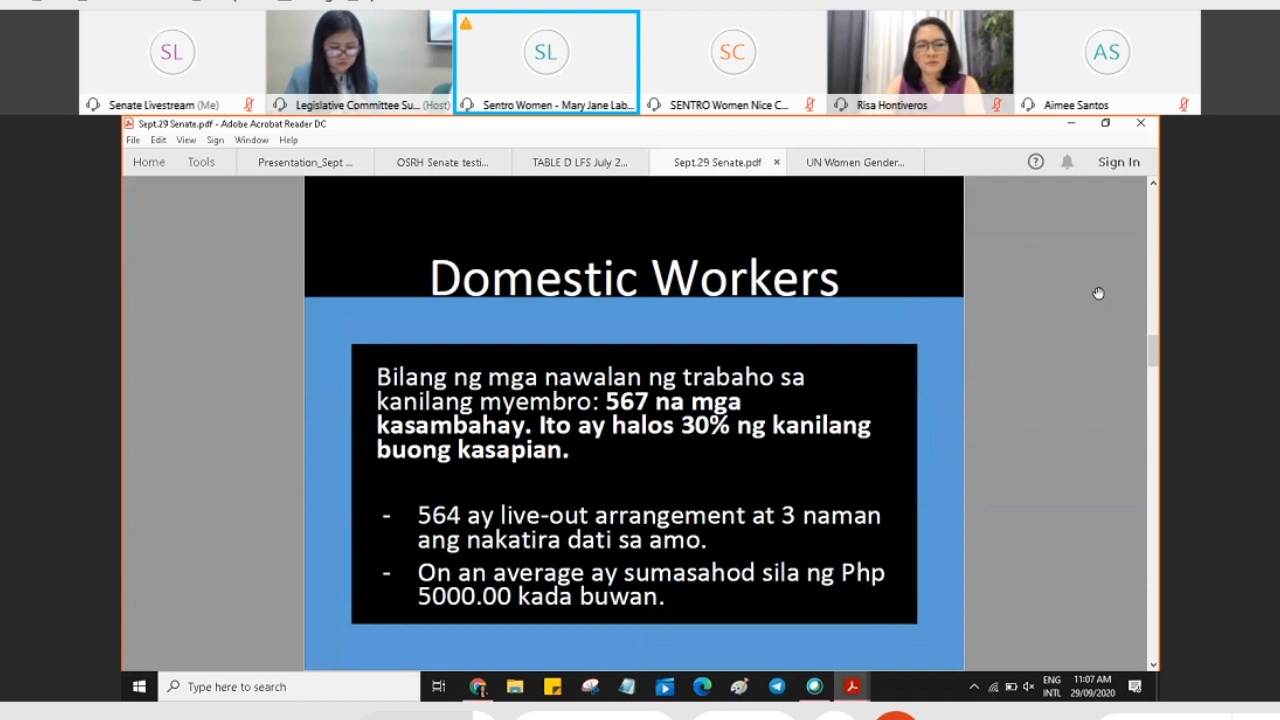 SL
SL
SC
AS
Senate Livestream (Me)
Legislative Committee Su... (Host)
Sentro Women - Mary Jane Lab...
SENTRO Women Nice C...
Risa Hontiveros
Aimee Santos
Sept.29 Senate.pdf - Adobe Acrobat Reader DC
File Edit View Sign Window Help
Home Tools Presentation_Sept ... OSRH Senate testi... TABLE D LFS July 2... Sept.29 Senate.pdf × UN Women Gender... Sign In
Domestic Workers
Bilang ng mga nawalan ng trabaho sa
kanilang myembro: 567 na mga
kasambahay. Ito ay halos 30% ng kanilang
buong kasapian.
- 564 ay live-out arrangement at 3 naman
ang nakatira dati sa amo.
- On an average ay sumasahod sila ng Php
5000.00 kada buwan.
Type here to search
ENG 11:07 AM
INTL 29/09/2020